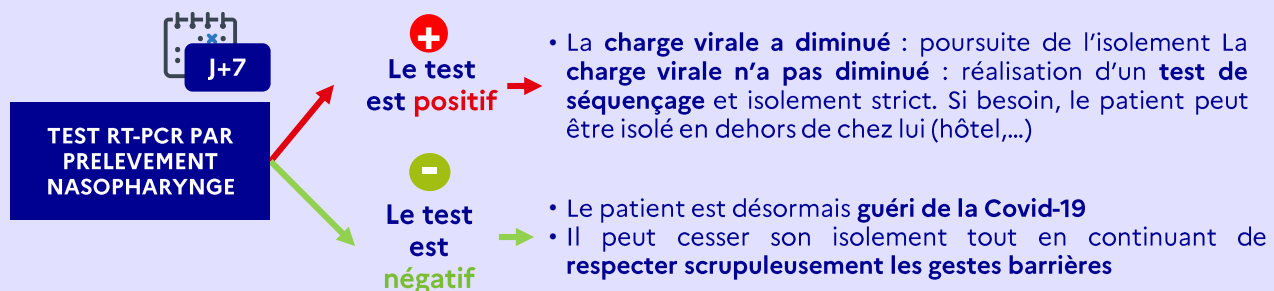 J+7
TEST RT-PCR PAR
PRELEVEMENT
NASOPHARYNGE
+
Le test
est positif
• La charge virale a diminué : poursuite de l'isolement La
charge virale n'a pas diminué : réalisation d'un test de
séquençage et isolement strict. Si besoin, le patient peut
être isolé en dehors de chez lui (hôtel,...)
-
Le test
est
négatif
• Le patient est désormais guéri de la Covid-19
• Il peut cesser son isolement tout en continuant de
respecter scrupuleusement les gestes barrières